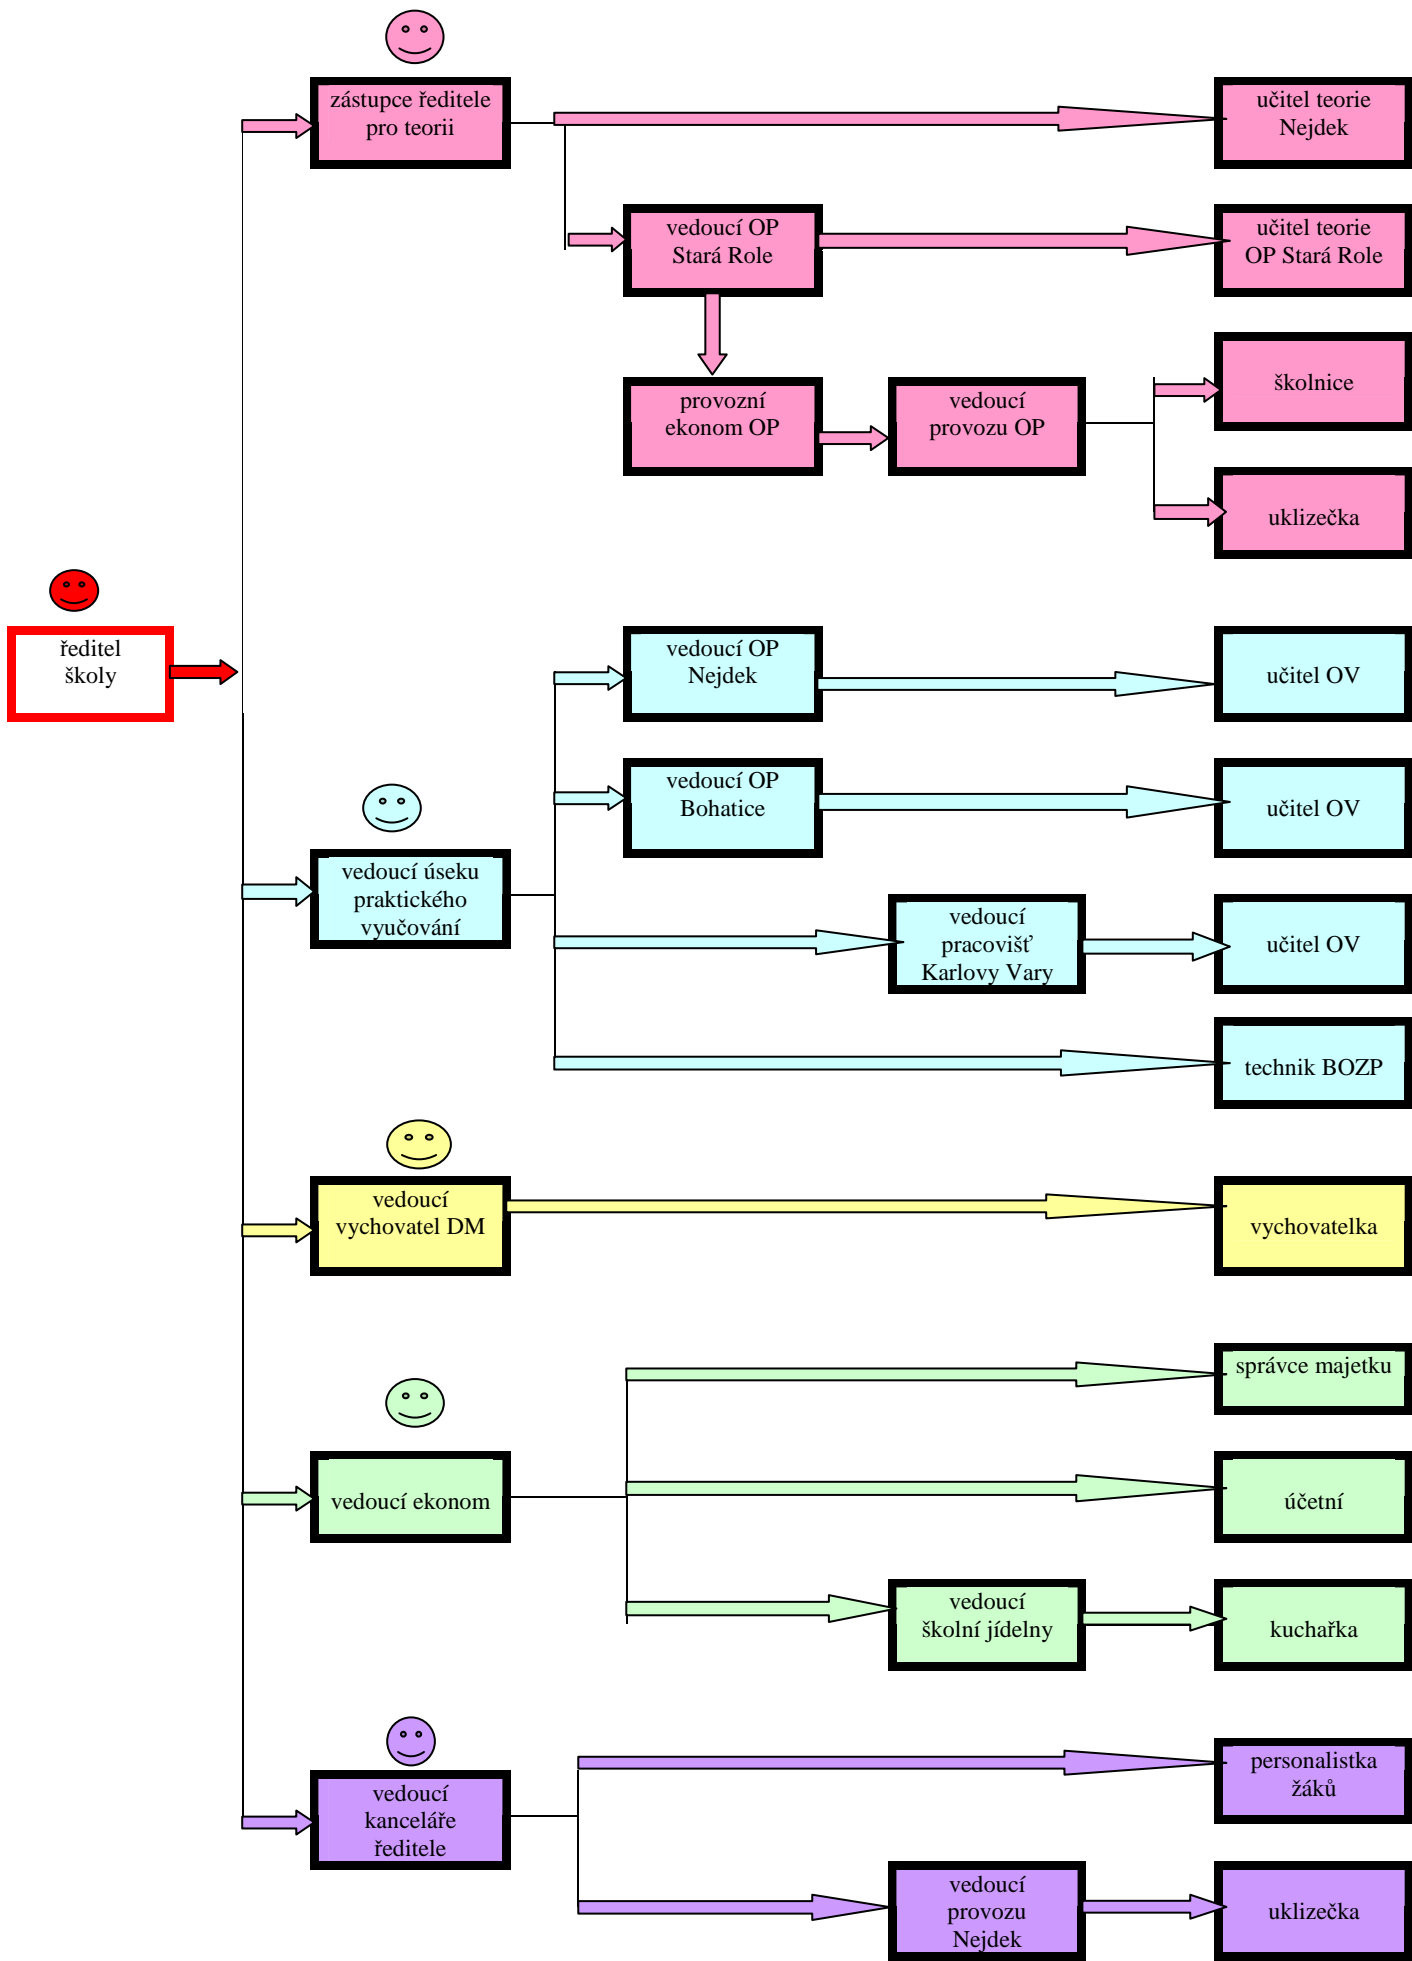 zástupce ředitele
pro teorii
učitel teorie
Nejdek
vedoucí OP
Stará Role
učitel teorie
OP Stará Role
provozní
ekonom OP
vedoucí
provozu OP
školnice
uklizečka
ředitel
školy
vedoucí OP
Nejdek
učitel OV
vedoucí OP
Bohatice
učitel OV
vedoucí úseku
praktického
vyučování
vedoucí
pracovišť
Karlovy Vary
učitel OV
technik BOZP
vedoucí
vychovatel DM
vychovatelka
správce majetku
vedoucí ekonom
účetní
vedoucí
školní jídelny
kuchařka
vedoucí
kanceláře
ředitele
personalistka
žáků
vedoucí
provozu
Nejdek
uklizečka